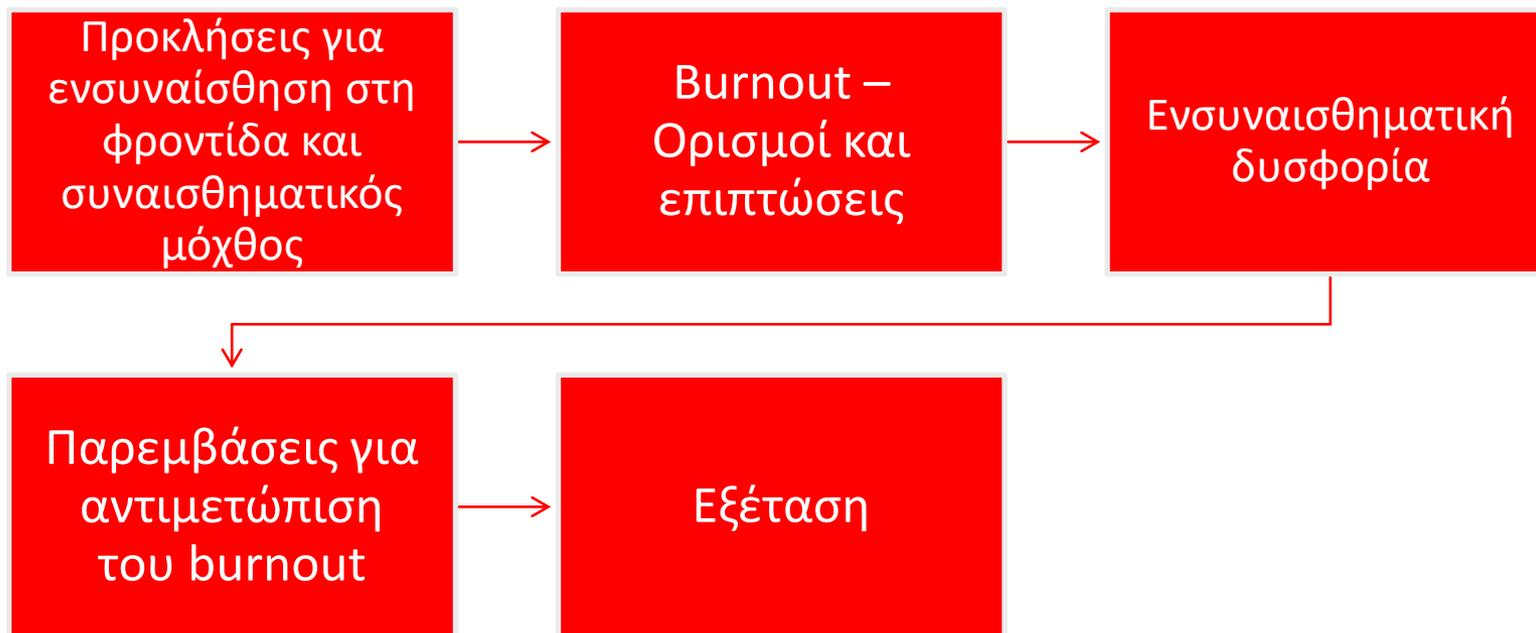 Προκλήσεις για
ενσυναίσθηση στη
φροντίδα και
συναισθηματικός
μόχθος
Burnout –
Ορισμοί και
επιπτώσεις
Ενσυναισθηματική
δυσφορία
Παρεμβάσεις για
αντιμετώπιση
του burnout
Εξέταση